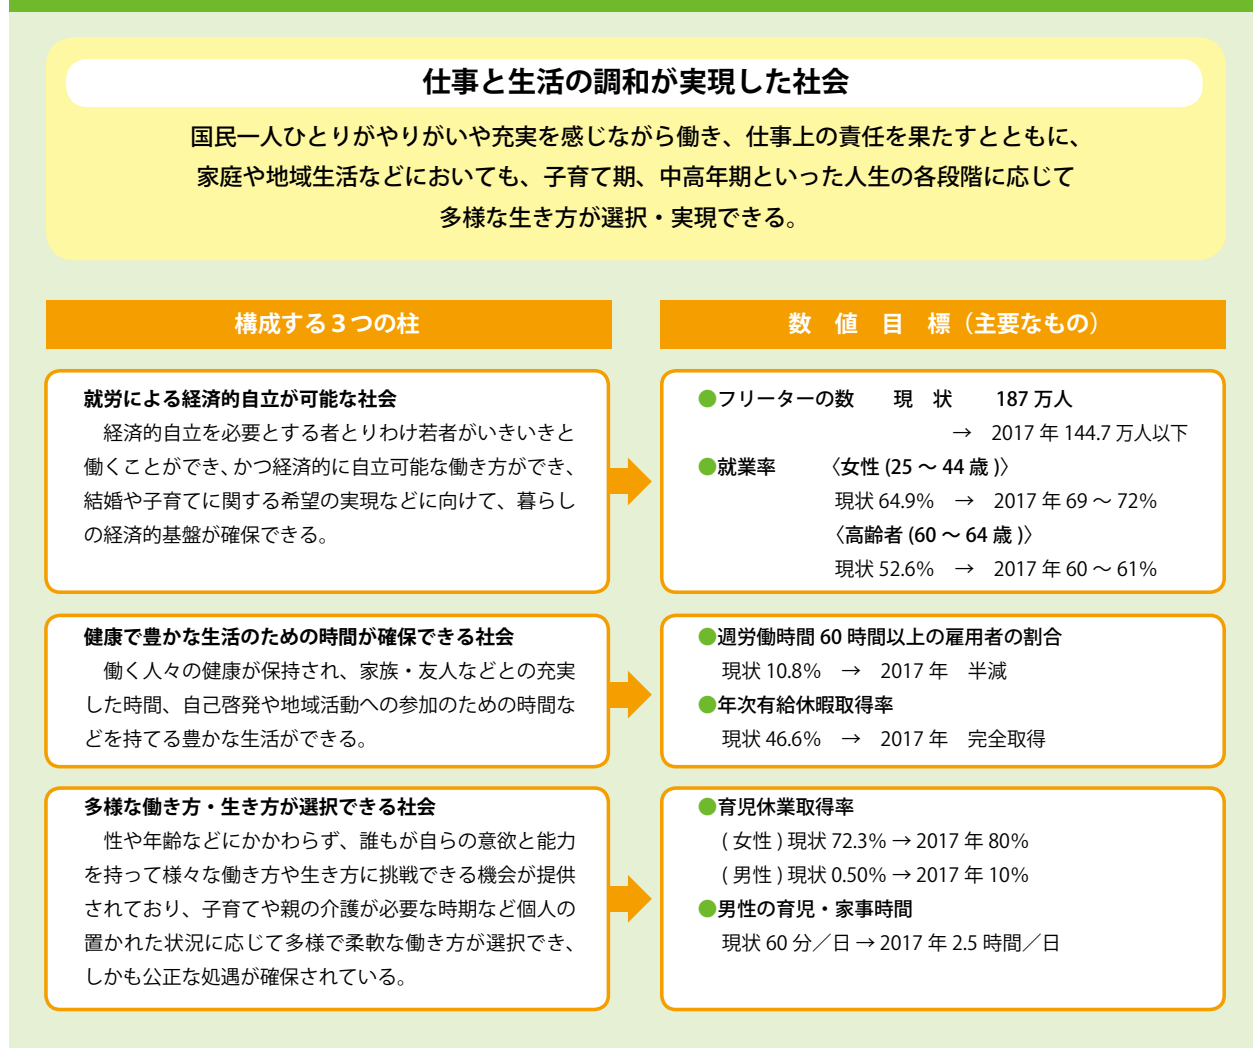 仕事と生活の調和が実現した社会
国民一人ひとりがやりがいや充実を感じながら働き、仕事上の責任を果たすとともに、
家庭や地域生活などにおいても、子育て期、中高年期といった人生の各段階に応じて
多様な生き方が選択・実現できる。
構成する３つの柱
就労による経済的自立が可能な社会
経済的自立を必要とする者とりわけ若者がいきいきと
働くことができ、かつ経済的に自立可能な働き方ができ、
結婚や子育てに関する希望の実現などに向けて、暮らし
の経済的基盤が確保できる。
数　値　目　標（主要なもの）
●フリーターの数　　現　状　　187 万人
→　2017 年 144.7 万人以下
●就業率　　〈女性 (25 ～ 44 歳 )〉
現状 64.9%　→　2017 年 69 ～ 72%
〈高齢者 (60 ～ 64 歳 )〉
現状 52.6%　→　2017 年 60 ～ 61%
健康で豊かな生活のための時間が確保できる社会
働く人々の健康が保持され、家族・友人などとの充実
した時間、自己啓発や地域活動への参加のための時間な
どを持てる豊かな生活ができる。
●週労働時間 60 時間以上の雇用者の割合
現状 10.8%　→　2017 年　半減
●年次有給休暇取得率
現状 46.6%　→　2017 年　完全取得
多様な働き方・生き方が選択できる社会
性や年齢などにかかわらず、誰もが自らの意欲と能力
を持って様々な働き方や生き方に挑戦できる機会が提供
されており、子育てや親の介護が必要な時期など個人の
置かれた状況に応じて多様で柔軟な働き方が選択でき、
しかも公正な処遇が確保されている。
●育児休業取得率
( 女性 ) 現状 72.3% → 2017 年 80%
( 男性 ) 現状 0.50% → 2017 年 10%
●男性の育児・家事時間
現状 60 分／日 → 2017 年 2.5 時間／日